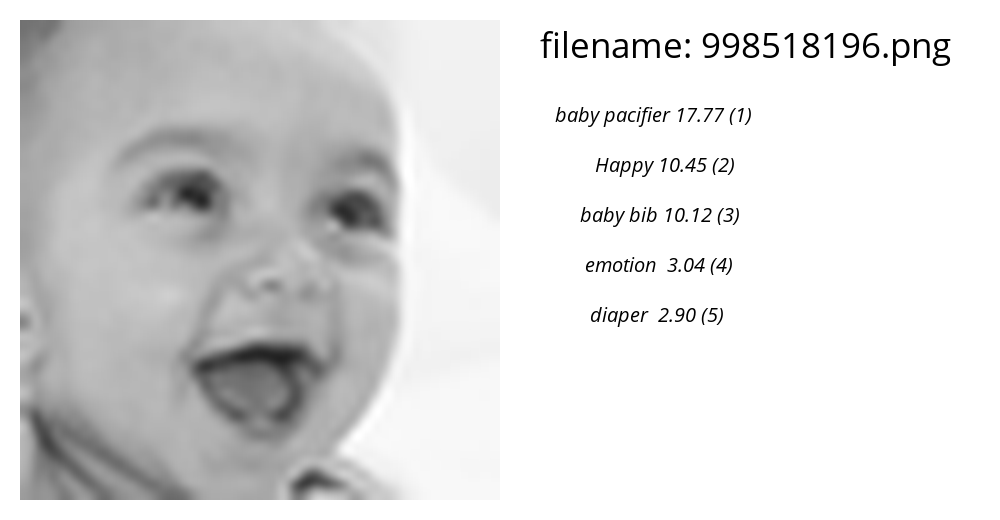 filename: 998518196.png
baby pacifier 17.77 (1)
Happy 10.45 (2)
baby bib 10.12 (3)
emotion  3.04 (4)
diaper  2.90 (5)